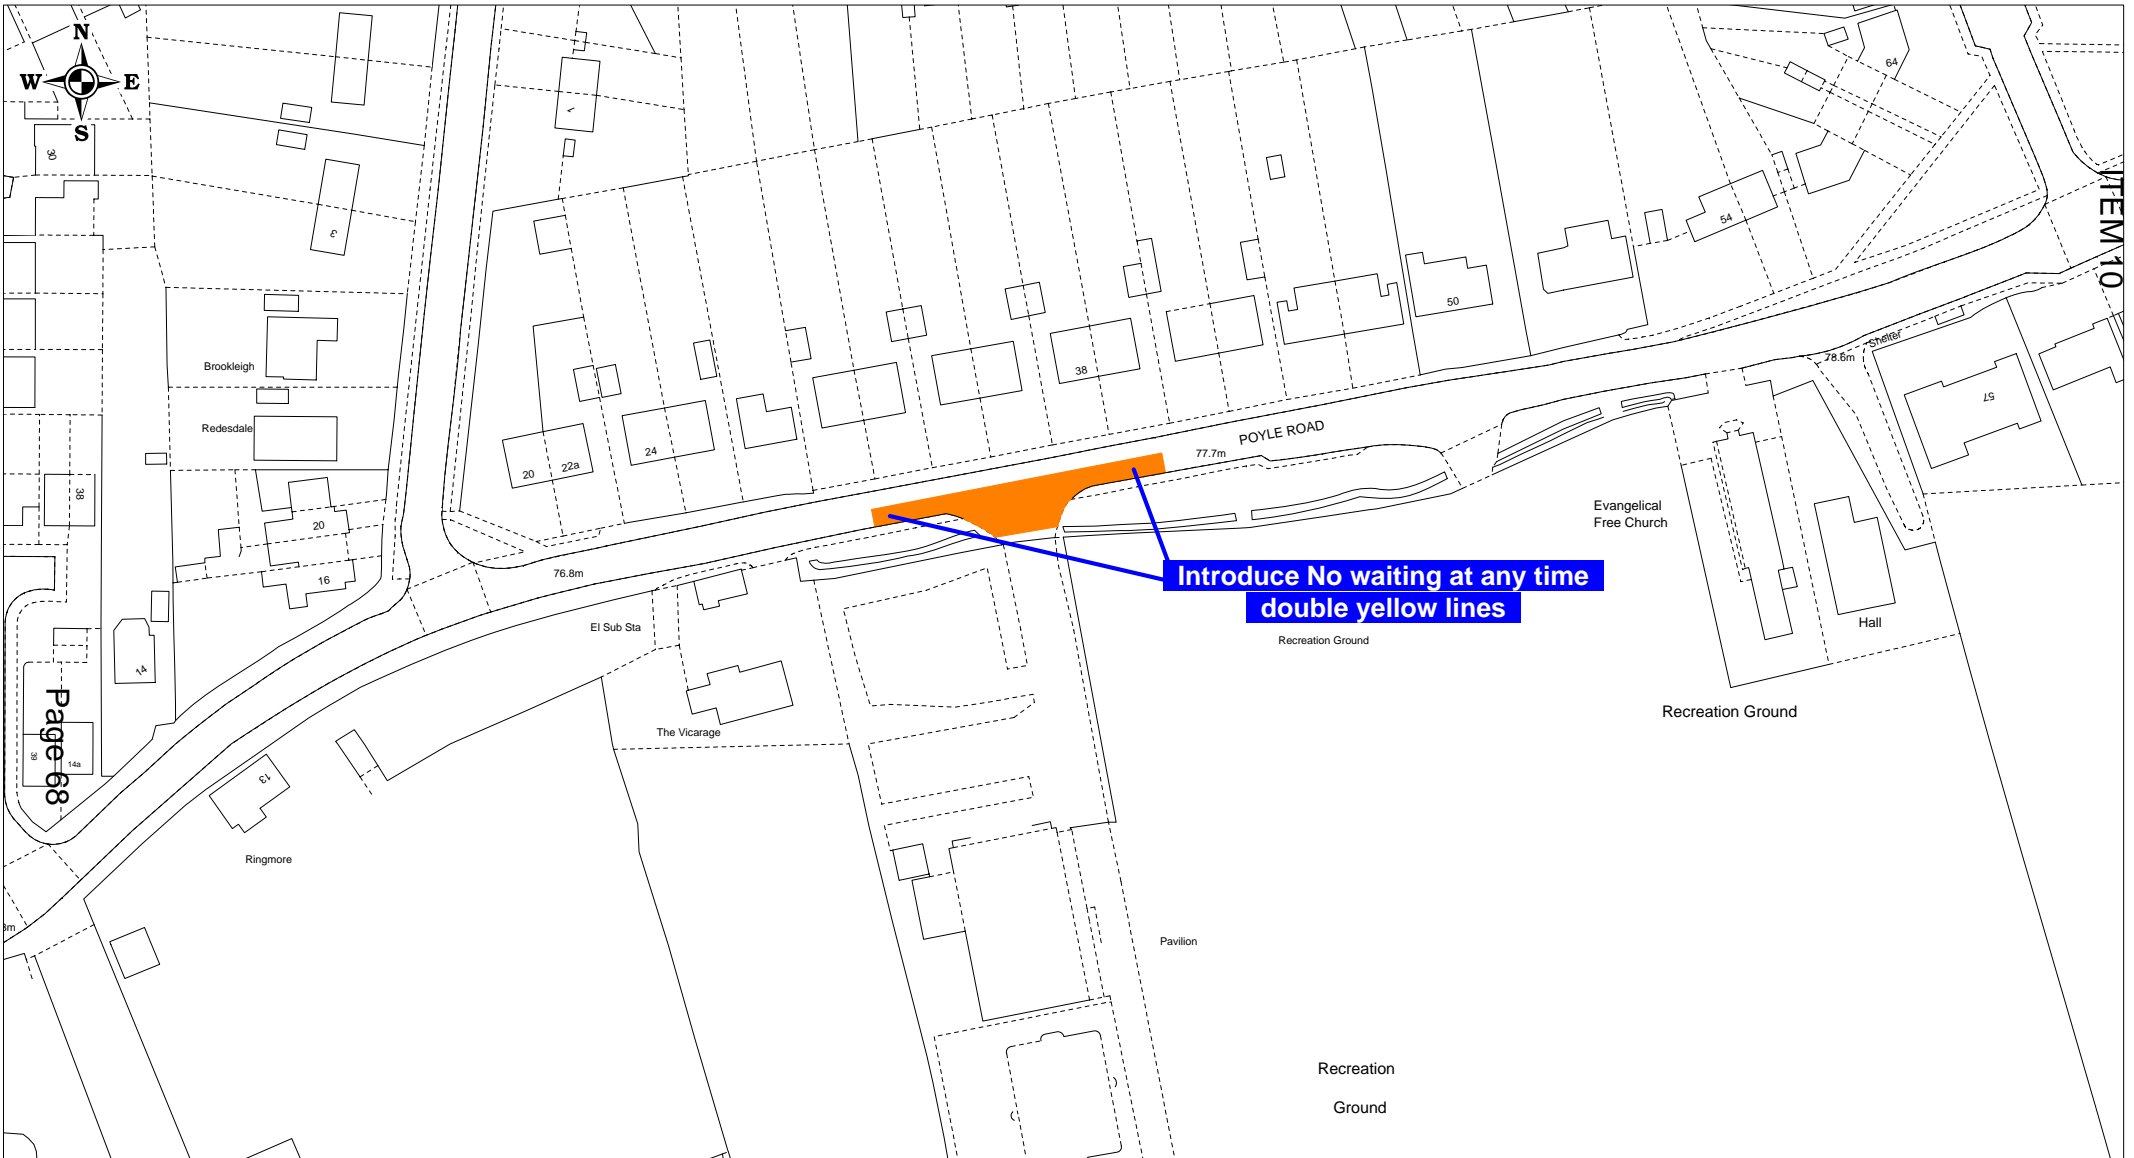 N
W E
S
ITEM 10
64
7
30
3
54
50
Brookleigh
Shelter
78.6m
38
57
Redesdale
POYLE ROAD
77.7m
24
20
22a
38
Evangelical
Free Church
20
16
76.8m
Introduce No waiting at any time
double yellow lines
El Sub Sta
Hall
Recreation Ground
14
Page 68
Recreation Ground
The Vicarage
39
14a
13
Ringmore
Pavilion
Recreation
Ground